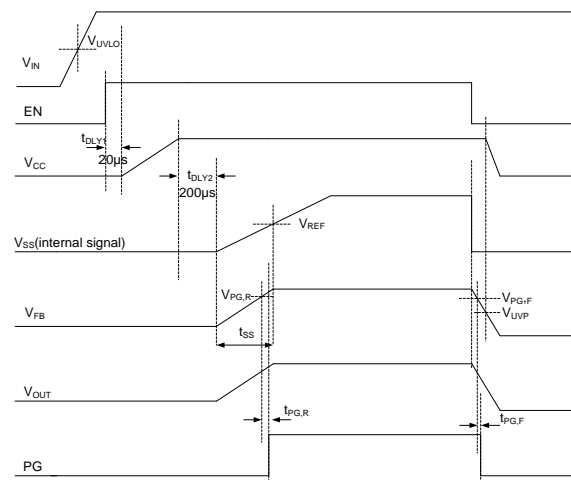 VUVLO
VIN
EN
tDLY1
20µs
VCC
tDLY2
200µs
VREF
VSS(internal signal)
VPG,R
VPG,F
VUVP
VFB
tSS
VOUT
tPG,R
tPG,F
PG